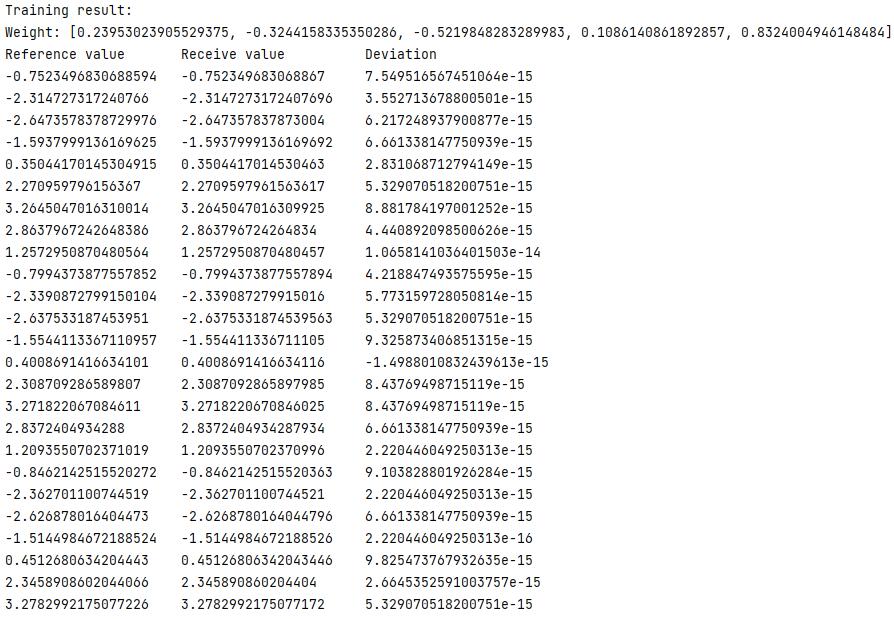 Training result:
Weight: [0.23953023905529375, -0.3244158335350286, -0.5219848283289983, 0.1086140861892857, 0.8324004946148484]
Reference value Receive value Deviation
-0.7523496830688594 -0.752349683068867 7.549516567451064e-15
-2.314727317240766 -2.3147273172407696 3.552713678800501e-15
-2.6473578378729976 -2.647357837873004 6.217248937900877e-15
-1.5937999136169625 -1.5937999136169692 6.661338147750939e-15
0.35044170145304915 0.3504417014530463 2.831068712794149e-15
2.270959796156367 2.2709597961563617 5.329070518200751e-15
3.2645047016310014 3.2645047016309925 8.881784197001252e-15
2.8637967242648386 2.863796724264834 4.440892098500626e-15
1.2572950870480564 1.2572950870480457 1.0658141036401503e-14
-0.7994373877557852 -0.7994373877557894 4.218847493575595e-15
-2.3390872799150104 -2.339087279915016 5.773159728050814e-15
-2.637533187453951 -2.6375331874539563 5.329070518200751e-15
-1.5544113367110957 -1.554411336711105 9.325873406851315e-15
0.4008691416634101 0.4008691416634116 -1.4988010832439613e-15
2.308709286589807 2.3087092865897985 8.43769498715119e-15
3.271822067084611 3.2718220670846025 8.43769498715119e-15
2.8372404934288 2.8372404934287934 6.661338147750939e-15
1.2093550702371019 1.2093550702370996 2.220446049250313e-15
-0.8462142515520272 -0.8462142515520363 9.103828801926284e-15
-2.362701100744519 -2.362701100744521 2.220446049250313e-15
-2.626878016404473 -2.6268780164044796 6.661338147750939e-15
-1.5144984672188524 -1.5144984672188526 2.220446049250313e-16
0.4512680634204443 0.45126806342043446 9.825473767932635e-15
2.3458908602044066 2.345890860204404 2.6645352591003757e-15
3.2782992175077226 3.2782992175077172 5.329070518200751e-15